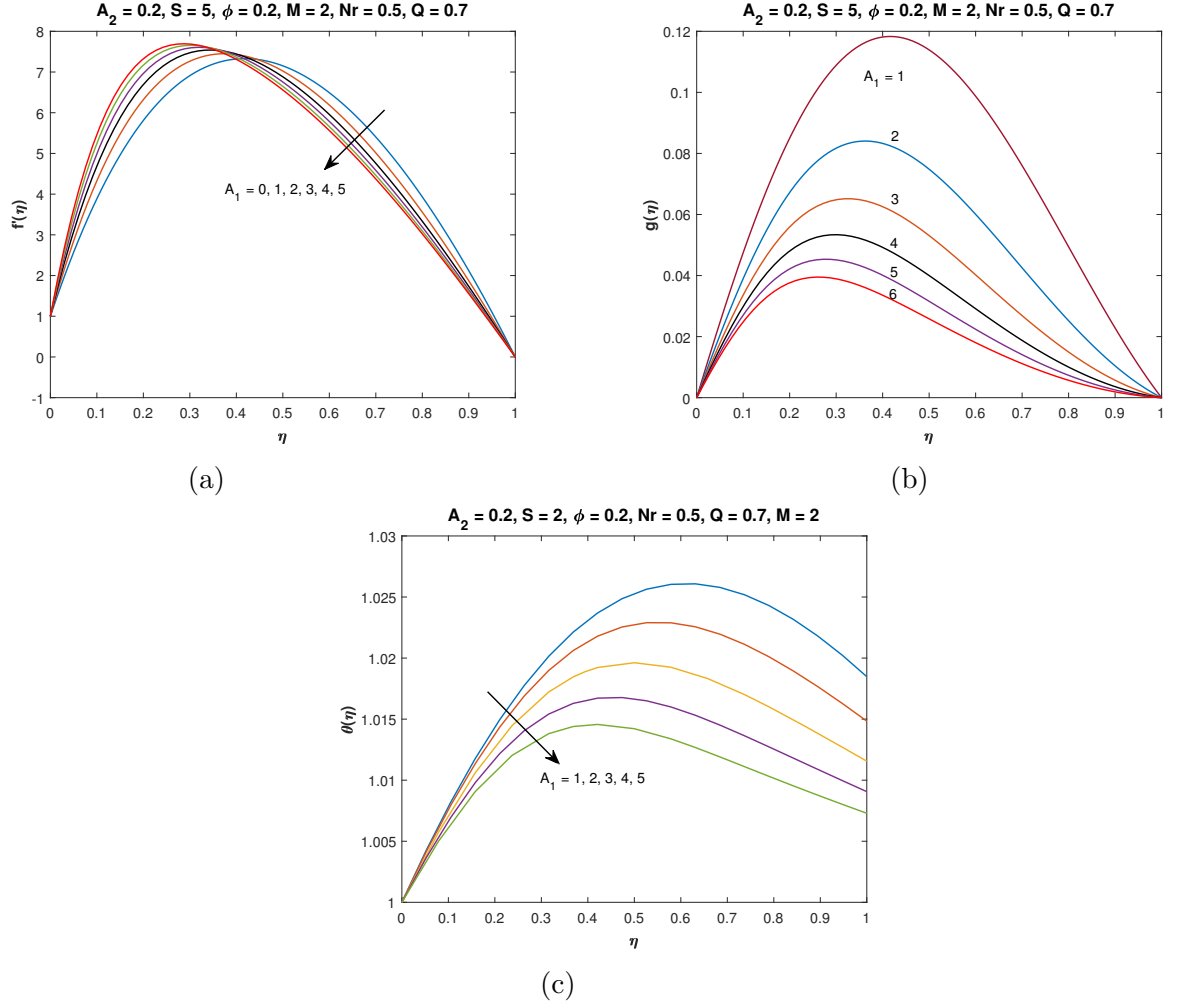 A_2 = 0.2, S = 5, ϕ = 0.2, M = 2, Nr = 0.5, Q = 0.7
8
7
6
5
4
3
2
1
0
-1
f'(η)
A_1 = 0, 1, 2, 3, 4, 5
0 0.1 0.2 0.3 0.4 0.5 0.6 0.7 0.8 0.9 1
η
(a)
A_2 = 0.2, S = 5, ϕ = 0.2, M = 2, Nr = 0.5, Q = 0.7
0.12
0.1
0.08
0.06
0.04
0.02
0
g(η)
A_1 = 1
2
3
4
5
6
0 0.1 0.2 0.3 0.4 0.5 0.6 0.7 0.8 0.9 1
η
(b)
A_2 = 0.2, S = 2, ϕ = 0.2, Nr = 0.5, Q = 0.7, M = 2
1.03
1.025
1.02
1.015
1.01
1.005
1
θ(η)
A_1 = 1, 2, 3, 4, 5
0 0.1 0.2 0.3 0.4 0.5 0.6 0.7 0.8 0.9 1
η
(c)